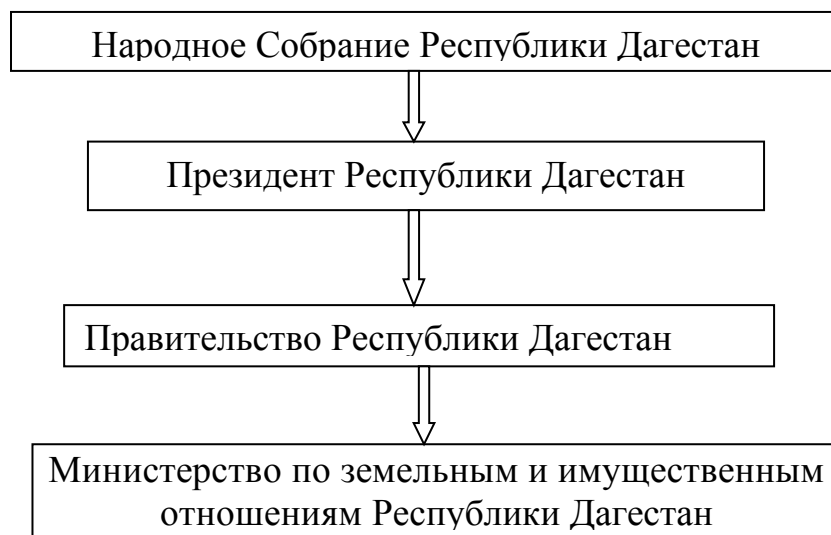 Народное Собрание Республики Дагестан
Президент Республики Дагестан
Правительство Республики Дагестан
Министерство по земельным и имущественным
отношениям Республики Дагестан